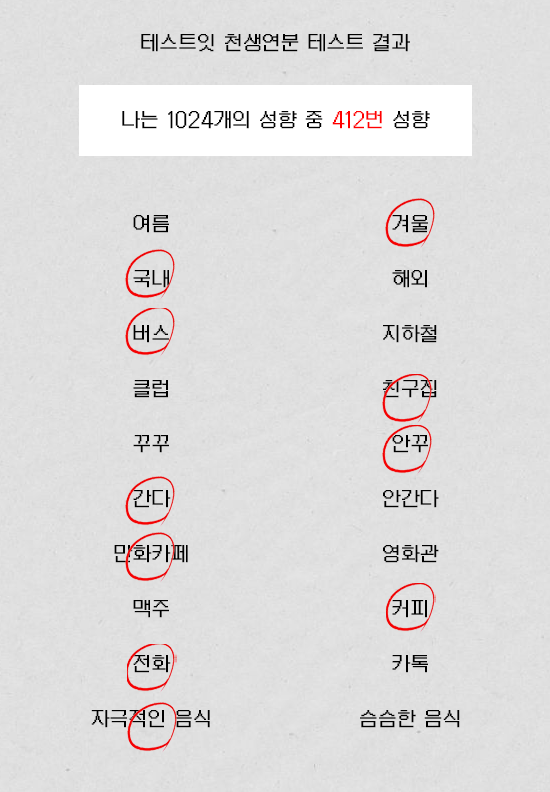 테스트잇 천생연분 테스트 결과
나는 1024개의 성향 중 412번 성향
여름 겨울
국내 해외
버스 지하철
클럽 친구집
꾸꾸 안꾸
간다 안간다
만화카페 영화관
맥주 커피
전화 카톡
자극적인 음식 슴슴한 음식